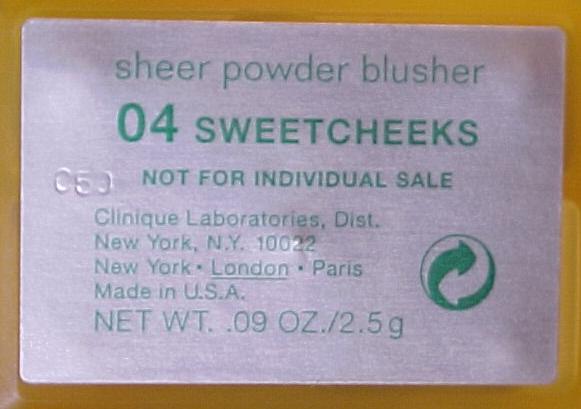 sheer powder blusher
04 SWEETCHEEKS
NOT FOR INDIVIDUAL SALE
Clinique Laboratories, Dist.
New York, N.Y. 10022
New York • London • Paris
Made in U.S.A.
NET WT. .09 OZ./2.5g